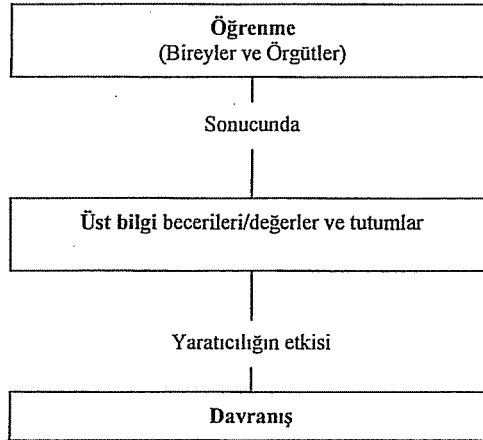 Öğrenme
(Bireyler ve Örgütler)
Sonucunda
Üst bilgi becerileri/değerler ve tutumlar
Yaratıcılığın etkisi
Davranış